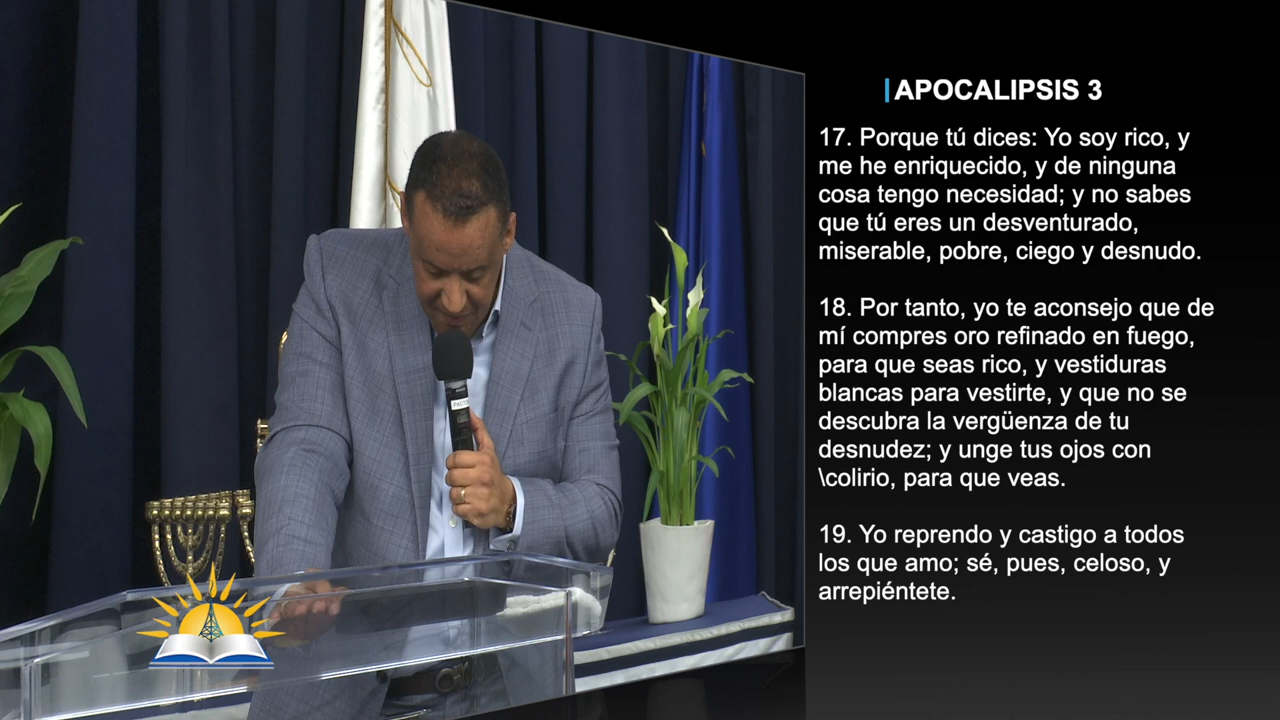 APOCALIPSIS 3
17. Porque tú dices: Yo soy rico, y
me he enriquecido, y de ninguna
cosa tengo necesidad; y no sabes
que tú eres un desventurado,
miserable, pobre, ciego y desnudo.
18. Por tanto, yo te aconsejo que de
mí compres oro refinado en fuego,
para que seas rico, y vestiduras
blancas para vestirte, y que no se
descubra la vergüenza de tu
desnudez; y unge tus ojos con
\colirio, para que veas.
19. Yo reprendo y castigo a todos
los que amo; sé, pues, celoso, y
arrepiéntete.